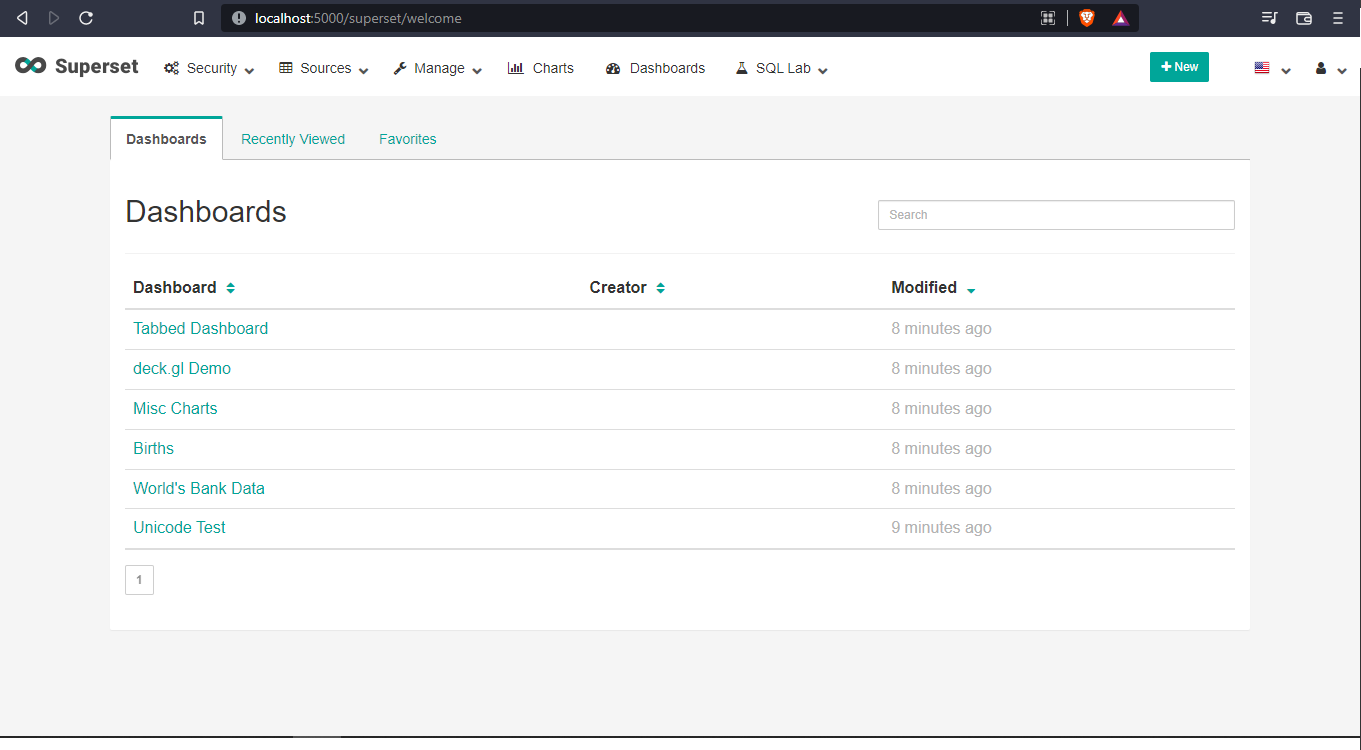 localhost:5000/superset/welcome
Superset Security Sources Manage Charts Dashboards SQL Lab + New
Dashboards Recently Viewed Favorites
Dashboards Search
Dashboard Creator Modified
Tabbed Dashboard 8 minutes ago
deck.gl Demo 8 minutes ago
Misc Charts 8 minutes ago
Births 8 minutes ago
World's Bank Data 8 minutes ago
Unicode Test 9 minutes ago
1